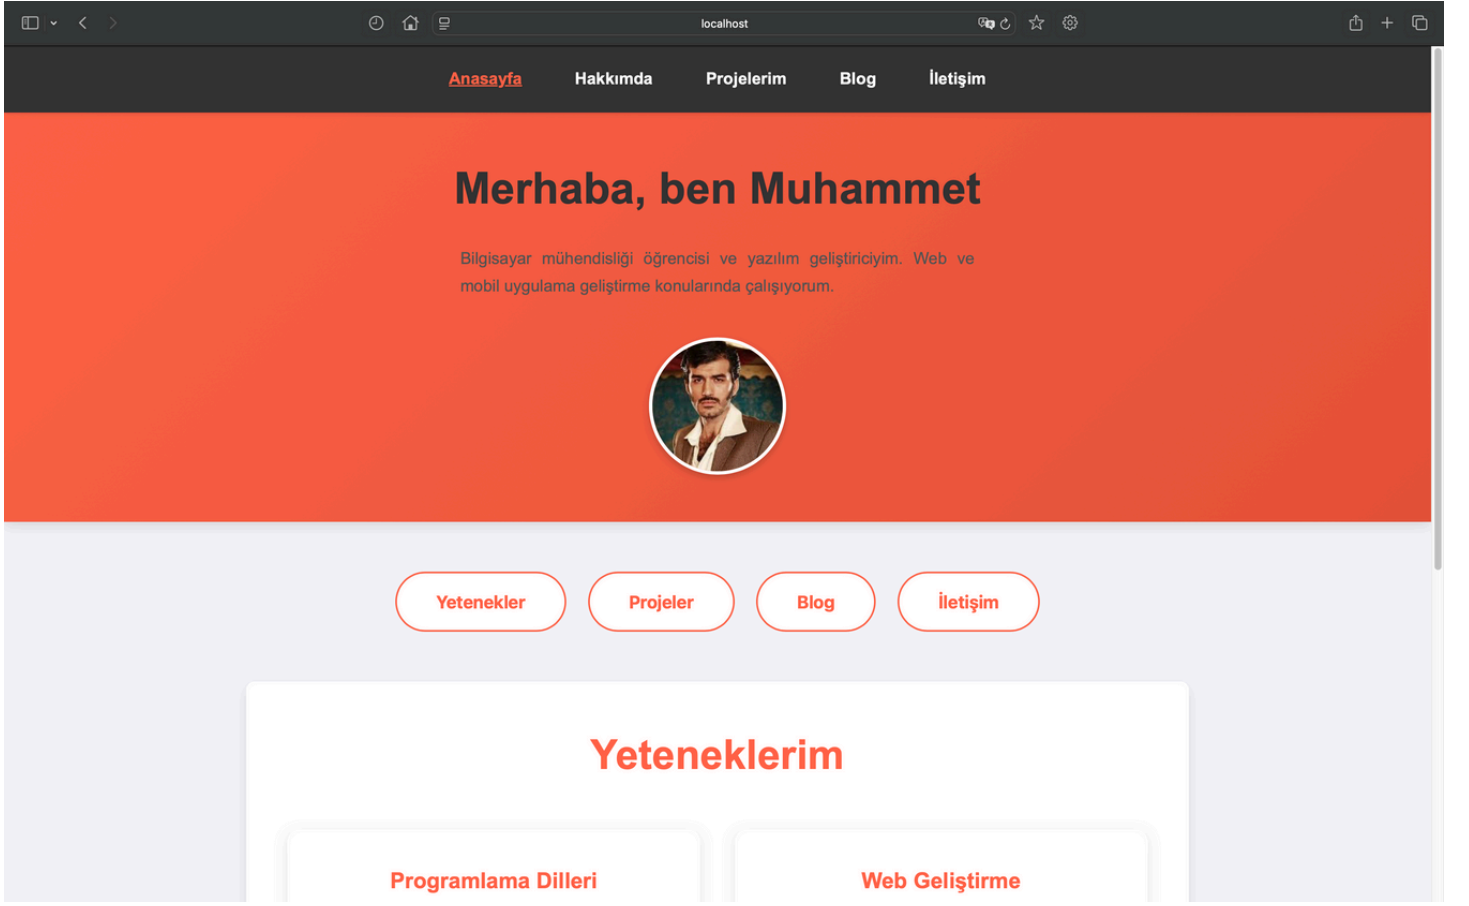 localhost
Anasayfa Hakkımda Projelerim Blog İletişim
Merhaba, ben Muhammet
Bilgisayar mühendisliği öğrencisi ve yazılım geliştiriciyim. Web ve
mobil uygulama geliştirme konularında çalışıyorum.
Yetenekler Projeler Blog İletişim
Yeteneklerim
Programlama Dilleri Web Geliştirme